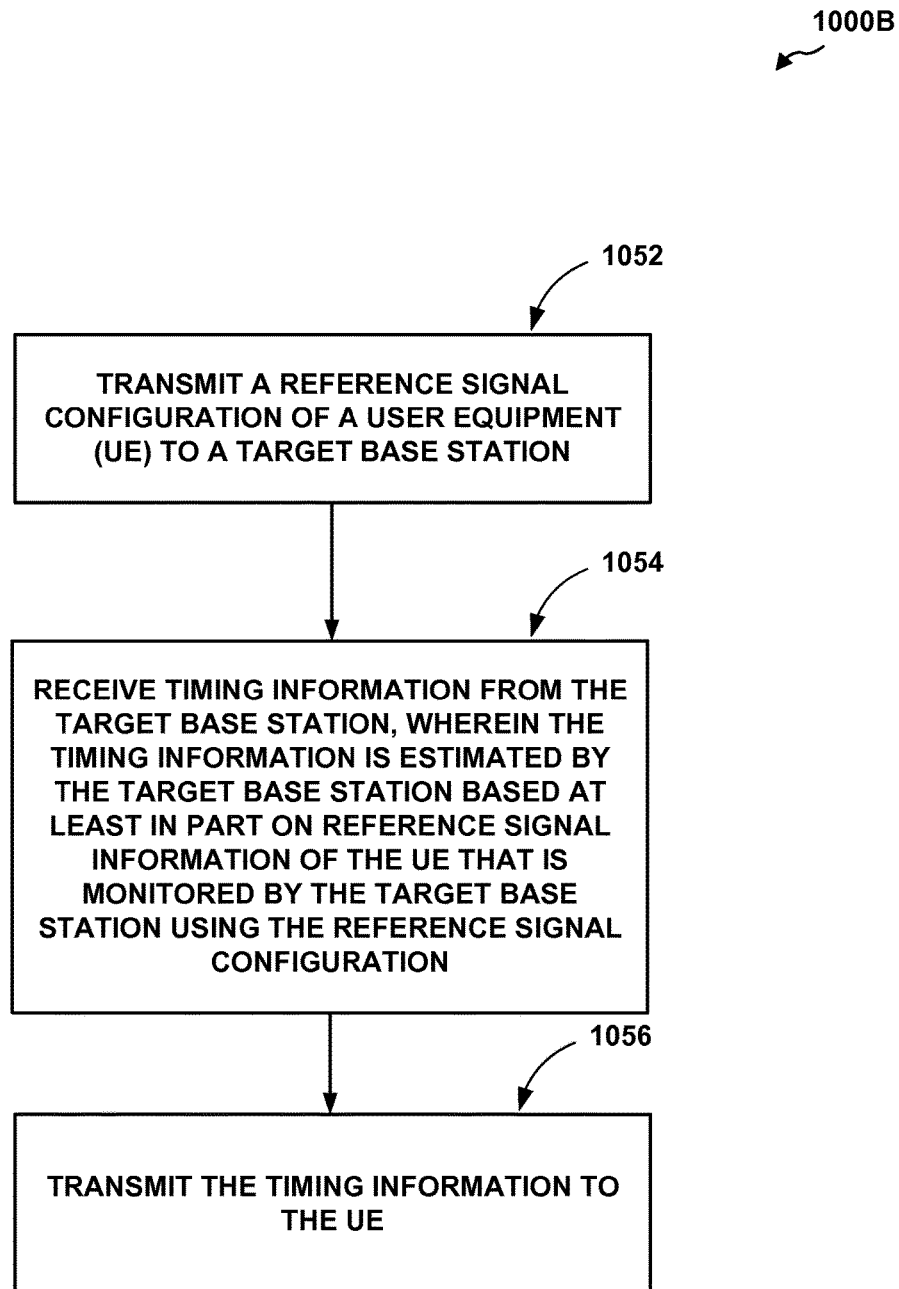 1000B
1052
TRANSMIT A REFERENCE SIGNAL
CONFIGURATION OF A USER EQUIPMENT
(UE) TO A TARGET BASE STATION
1054
RECEIVE TIMING INFORMATION FROM THE
TARGET BASE STATION, WHEREIN THE
TIMING INFORMATION IS ESTIMATED BY
THE TARGET BASE STATION BASED AT
LEAST IN PART ON REFERENCE SIGNAL
INFORMATION OF THE UE THAT IS
MONITORED BY THE TARGET BASE
STATION USING THE REFERENCE SIGNAL
CONFIGURATION
1056
TRANSMIT THE TIMING INFORMATION TO
THE UE